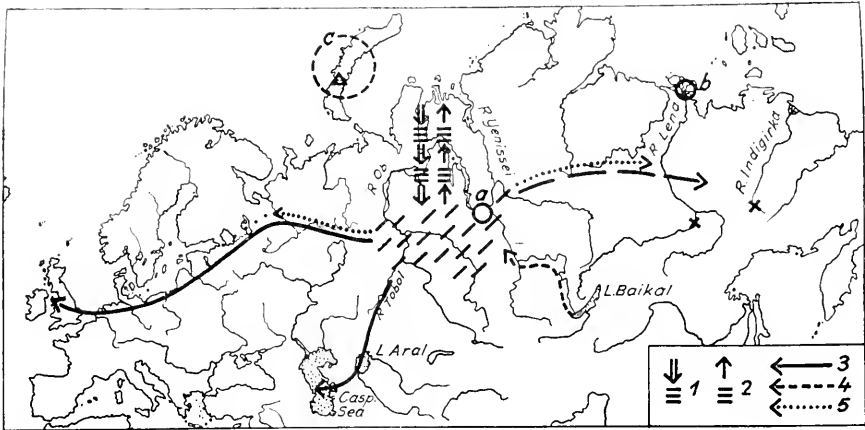 C
b
R. Yenissei
R. Lena
R. Indigirka
R. Ob
a
R. Tobol
L. Baikal
L. Aral
Casp.
Sea
1
2
3
4
5